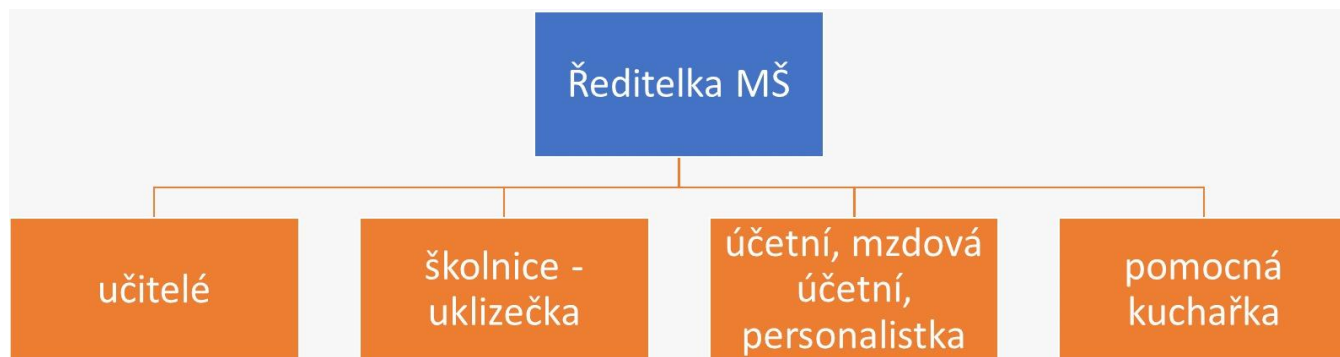 Ředitelka MŠ
učitelé
školnice -
uklizečka
účetní, mzdová
účetní,
personalistka
pomocná
kuchařka